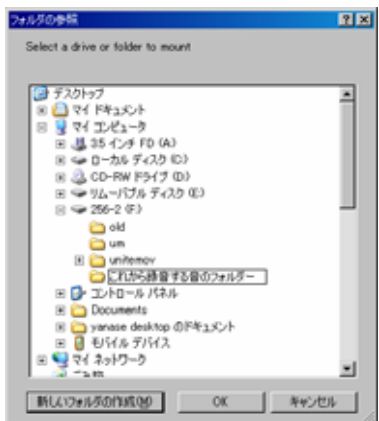 フォルダの参照
Select a drive or folder to mount
デスクトップ
マイ ドキュメント
マイ コンピュータ
3.5 インチ FD (A:)
ローカル ディスク (C:)
CD-RW ドライブ (D:)
リムーバブル ディスク (E:)
256-2 (F:)
old
um
unitemov
これから録音する音のフォルダー
コントロール パネル
Documents
yanase desktop のドキュメント
モバイル デバイス
マイ ネットワーク
ごみ箱
新しいフォルダの作成(M)
OK
キャンセル